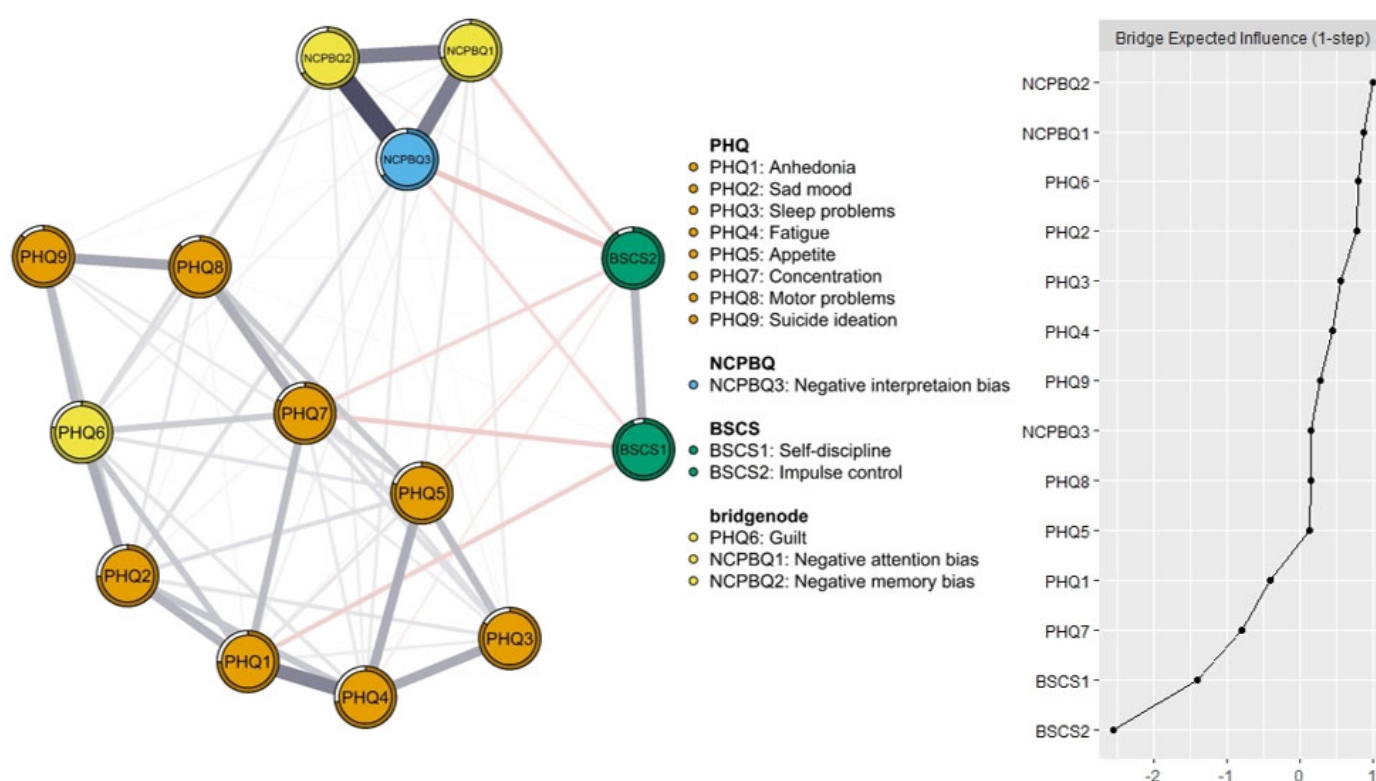 NCPBQ2
NCPBQ1
NCPBQ3
PHQ9
PHQ8
BSCS2
PHQ7
PHQ6
BSCS1
PHQ5
PHQ2
PHQ3
PHQ1
PHQ4
PHQ
PHQ1: Anhedonia
PHQ2: Sad mood
PHQ3: Sleep problems
PHQ4: Fatigue
PHQ5: Appetite
PHQ7: Concentration
PHQ8: Motor problems
PHQ9: Suicide ideation
NCPBQ
NCPBQ3: Negative interpretaion bias
BSCS
BSCS1: Self-discipline
BSCS2: Impulse control
bridgenode
PHQ6: Guilt
NCPBQ1: Negative attention bias
NCPBQ2: Negative memory bias
Bridge Expected Influence (1-step)
NCPBQ2
NCPBQ1
PHQ6
PHQ2
PHQ3
PHQ4
PHQ9
NCPBQ3
PHQ8
PHQ5
PHQ1
PHQ7
BSCS1
BSCS2
-2 -1 0 1